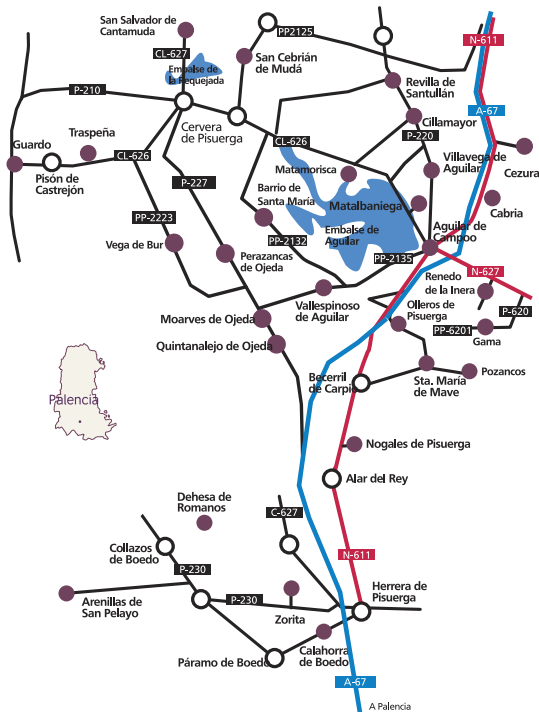 San Salvador de
Cantamuda
PP2125
N-611
CL-627
San Cebrián
de Mudá
Embalse de
la Requejada
Revilla de
Santullán
P-210
A-67
Cillamayor
Cervera
de Pisuerga
Traspeña
CL-626
P-220
Guardo
CL-626
Villavega de
Aguilar
Cezura
Matamorisca
Pisón de
Castrejón
P-227
Barrio de
Santa María
Matalbaniega
Cabria
PP-2223
Embalse de
Aguilar
Aguilar de
Campoo
Vega de Bur
PP-2132
PP-2135
Perazancas
de Ojeda
N-627
Renedo
de la Inera
Vallespinoso
de Aguilar
Olleros de
Pisuerga
P-620
Moarves de Ojeda
PP-6201
Gama
Quintanalejo de Ojeda
Becerril
de Carpio
Sta. María
de Mave
Pozancos
Palencia
Nogales de Pisuerga
Alar del Rey
Dehesa de
Romanos
C-627
Collazos
de Boedo
N-611
P-230
Herrera de
Pisuerga
Arenillas de
San Pelayo
P-230
Zorita
Calahorra
de Boedo
Páramo de Boedo
A-67
A Palencia